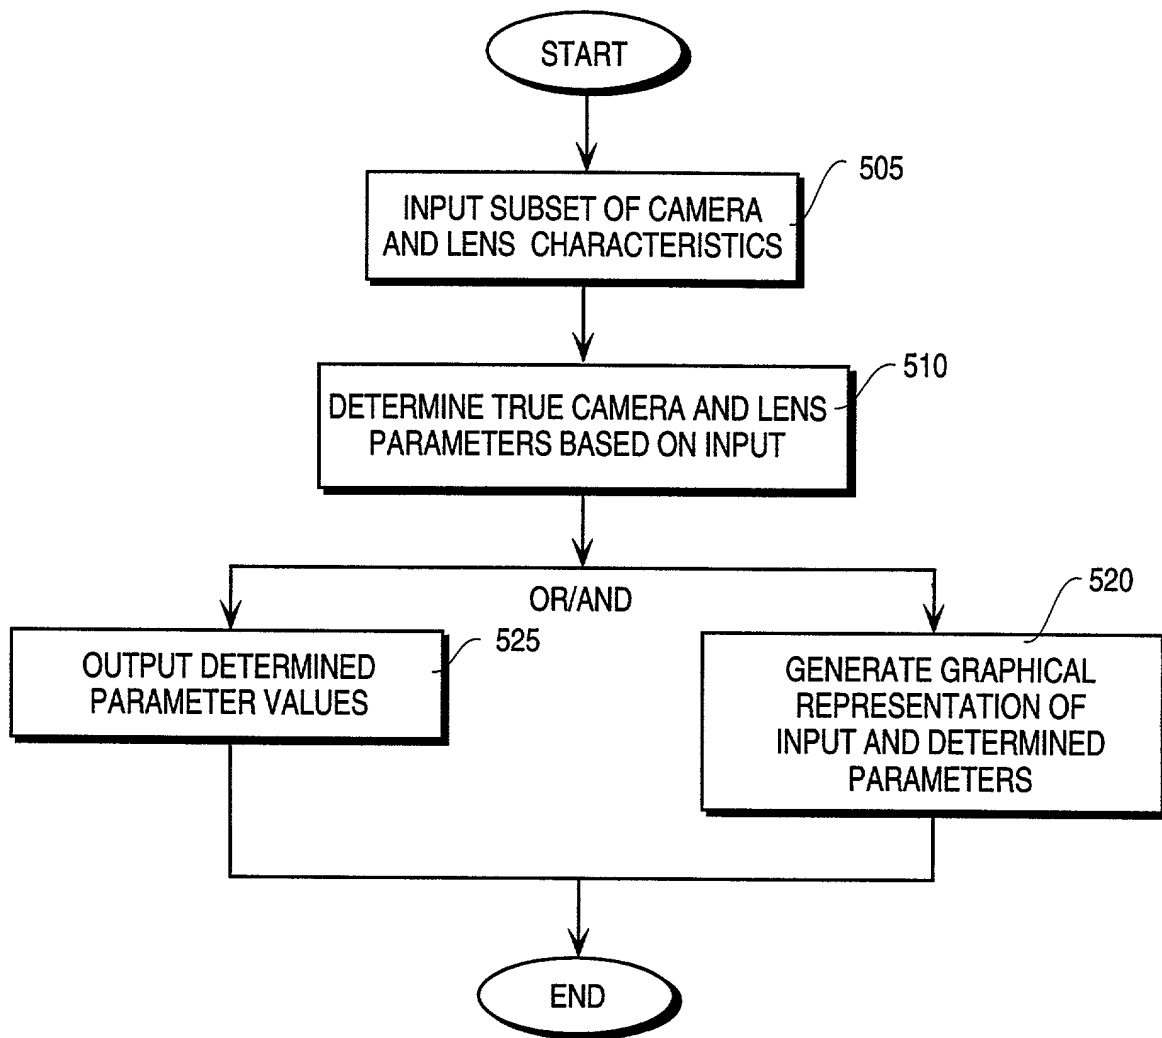 START
505
INPUT SUBSET OF CAMERA
AND LENS CHARACTERISTICS
510
DETERMINE TRUE CAMERA AND LENS
PARAMETERS BASED ON INPUT
OR/AND
525
OUTPUT DETERMINED
PARAMETER VALUES
520
GENERATE GRAPHICAL
REPRESENTATION OF
INPUT AND DETERMINED
PARAMETERS
END